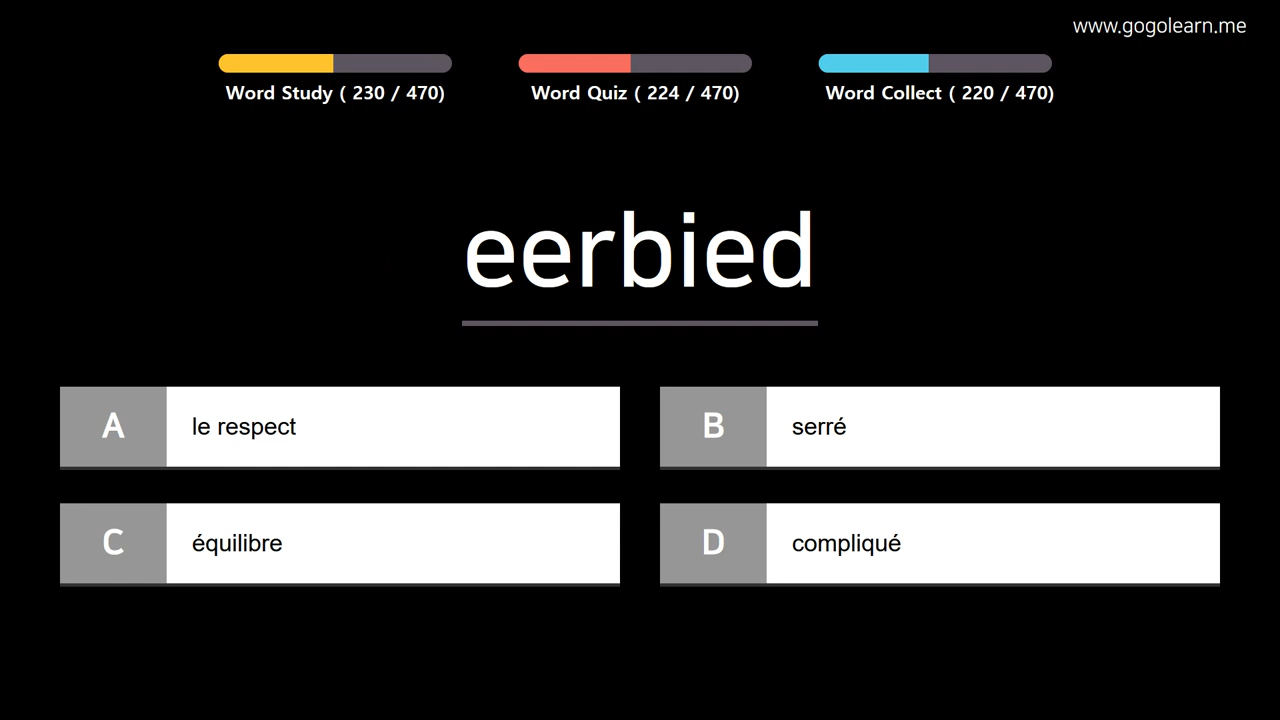 www.gogolearn.me
Word Study ( 230 / 470)
Word Quiz ( 224 / 470)
Word Collect ( 220 / 470)
eerbied
A le respect
B serré
C équilibre
D compliqué